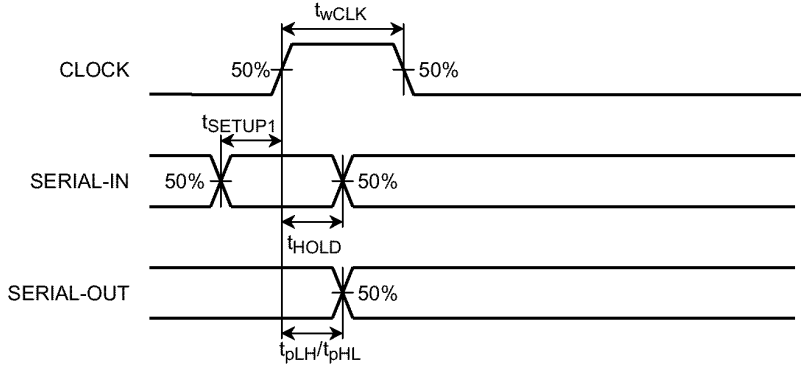 twCLK
CLOCK 50% 50%
tSETUP1
SERIAL-IN 50% 50%
tHOLD
SERIAL-OUT 50%
tpLH/tpHL